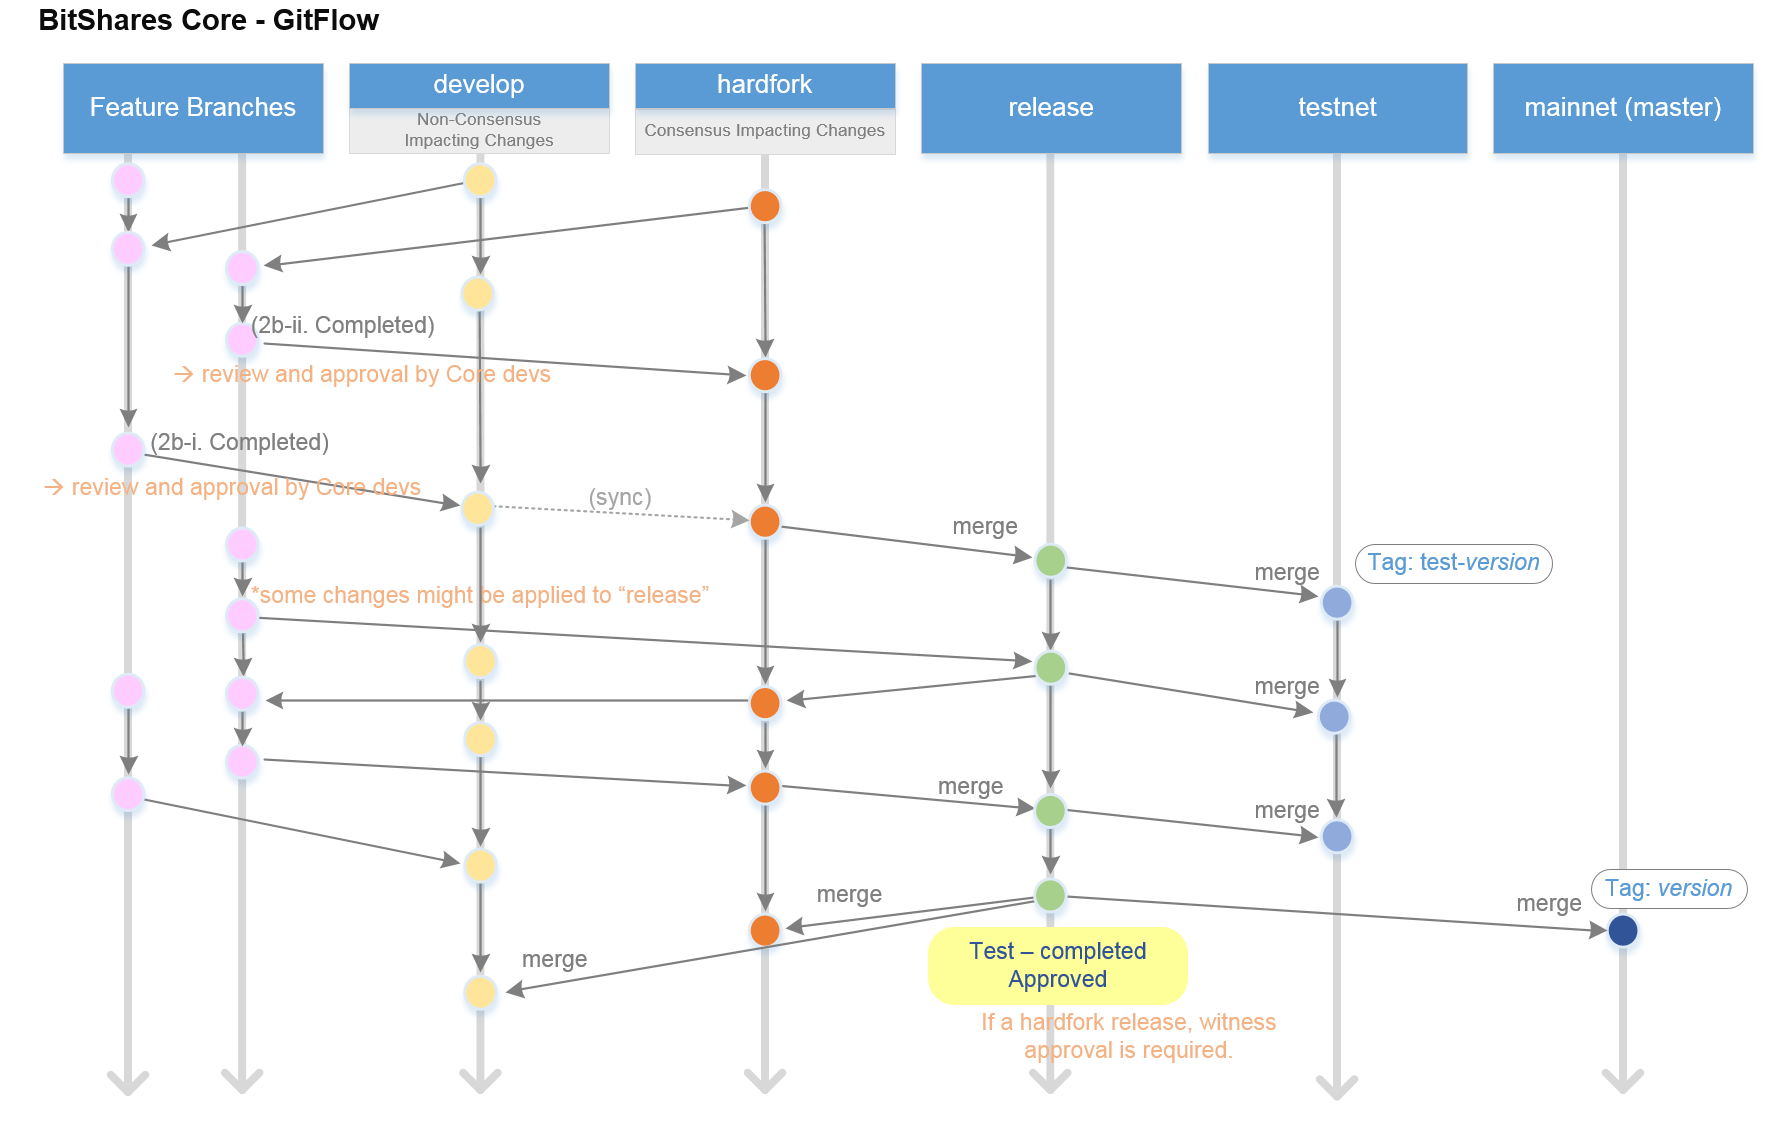 BitShares Core - GitFlow
Feature Branches
develop
Non-Consensus
Impacting Changes
hardfork
Consensus Impacting Changes
release
testnet
mainnet (master)
(2b-ii. Completed)
→ review and approval by Core devs
(2b-i. Completed)
→ review and approval by Core devs
(sync)
merge
Tag: test-version
merge
*some changes might be applied to “release”
merge
merge
merge
Tag: version
merge
merge
merge
Test – completed
Approved
If a hardfork release, witness
approval is required.